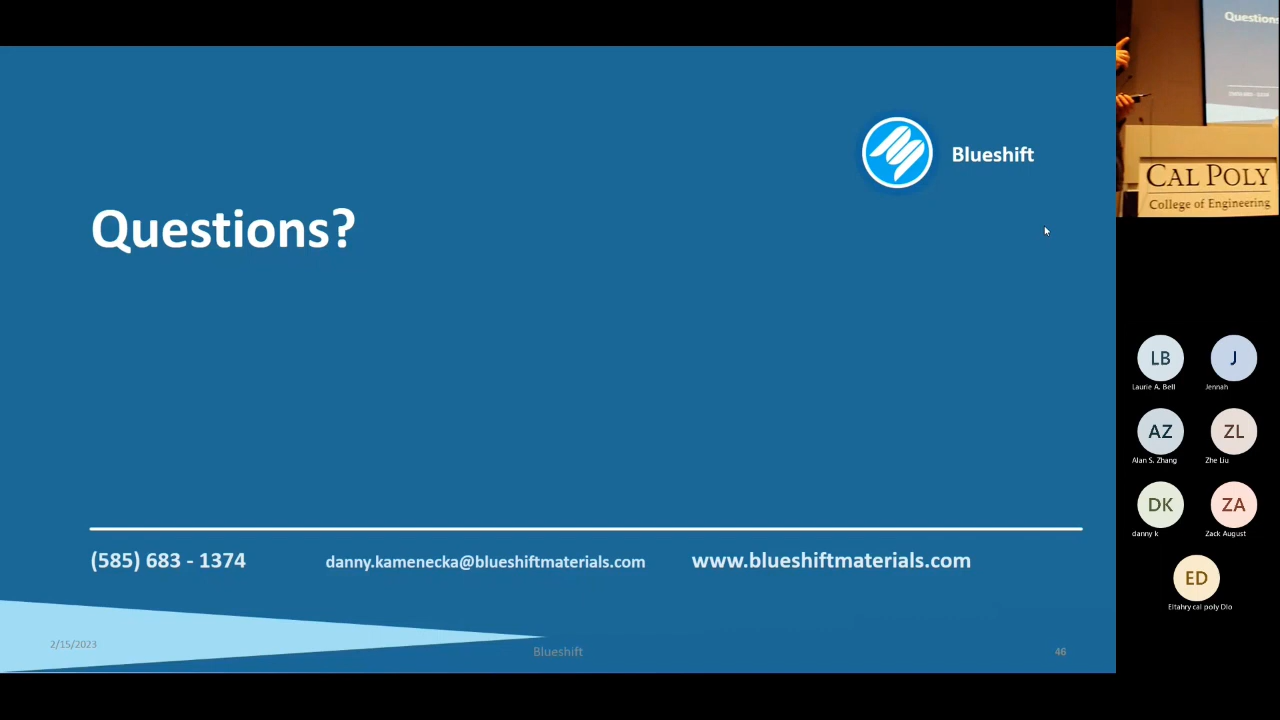 Blueshift
Questions?
(585) 683 - 1374
danny.kamenecka@blueshiftmaterials.com
www.blueshiftmaterials.com
2/15/2023
Blueshift
46
Questions
CAL POLY
College of Engineering
LB
Laurie A. Bell
J
Jennah
AZ
Alan S. Zhang
ZL
Zhe Liu
DK
danny k
ZA
Zack August
ED
Eltahry cal poly Dlo